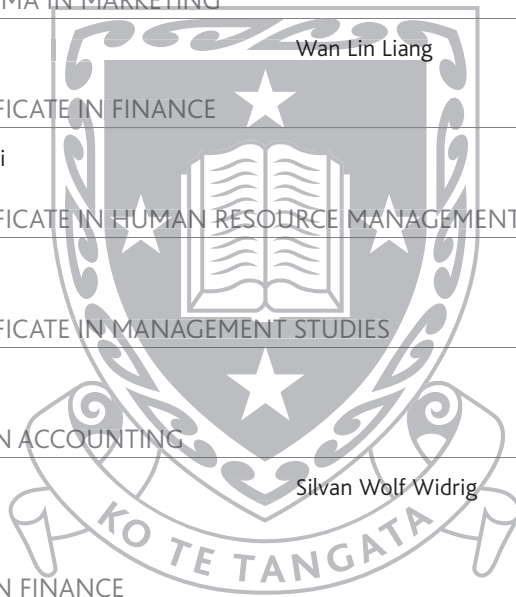 MA IN MARKETING
Wan Lin Liang
FICATE IN FINANCE
i
FICATE IN HUMAN RESOURCE MANAGEMENT
FICATE IN MANAGEMENT STUDIES
N ACCOUNTING
Silvan Wolf Widrig
KO TE TANGATA
N FINANCE